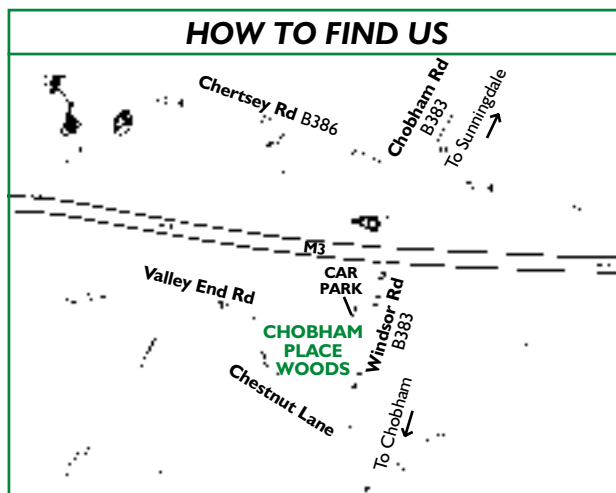 HOW TO FIND US
Chertsey Rd B386
Chobham Rd
B383
To Sunningdale
M3
CAR
PARK
Valley End Rd
Windsor Rd
B383
CHOBHAM
PLACE
WOODS
Chestnut Lane
To Chobham